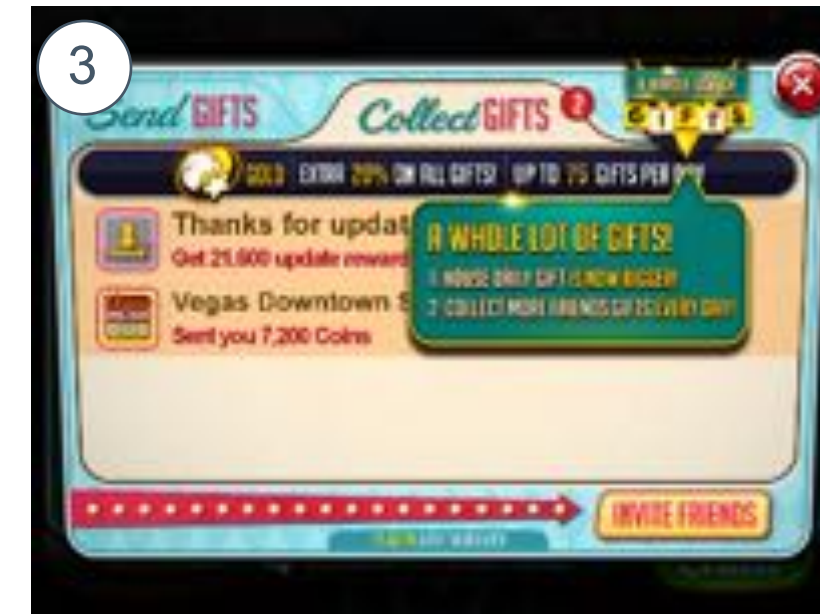 3
Send GIFTS
Collect GIFTS 2
GIFTS
GOLD EXTRA 20% ON ALL GIFTS! UP TO 75 GIFTS PER DAY!
Thanks for updat
Get 21,600 update reward
Vegas Downtown S
Sent you 7,200 Coins
A WHOLE LOT OF GIFTS!
1 HOUSE DAILY GIFT IS NOW BIGGER!
2 COLLECT MORE FRIENDS GIFTS EVERY DAY!
INVITE FRIENDS